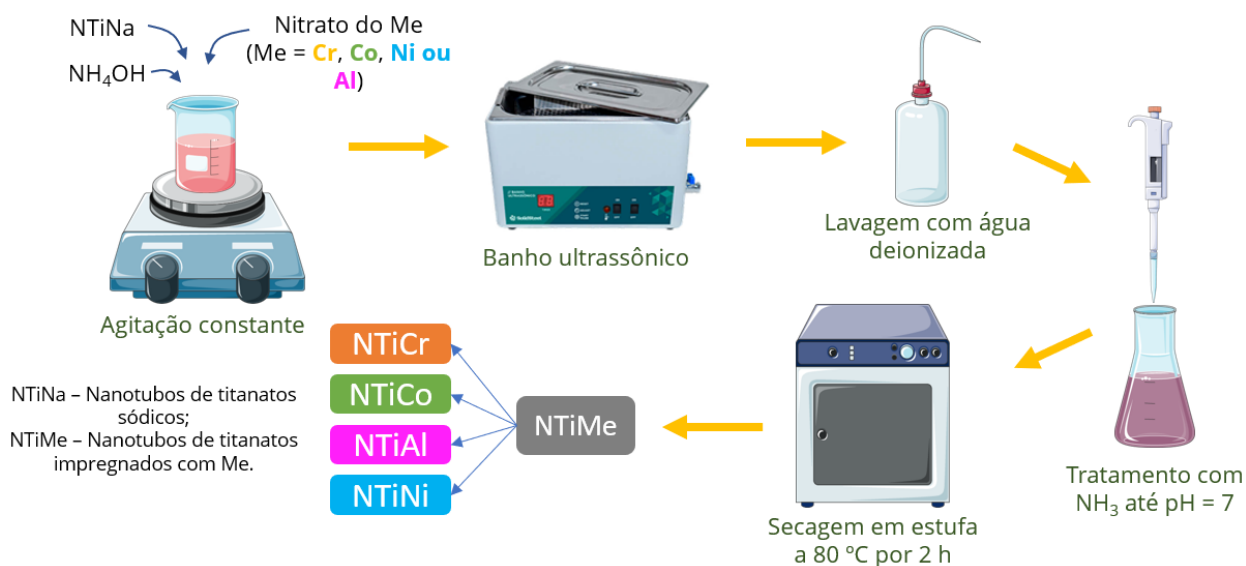 NTiNa
NH₄OH
Nitrato do Me
(Me = Cr, Co, Ni ou
Al)
Agitação constante
Banho ultrassônico
Lavagem com água
deionizada
Tratamento com
NH₃ até pH = 7
Secagem em estufa
a 80 ºC por 2 h
NTiMe
NTiCr
NTiCo
NTiAl
NTiNi
NTiNa – Nanotubos de titanatos
sódicos;
NTiMe – Nanotubos de titanatos
impregnados com Me.